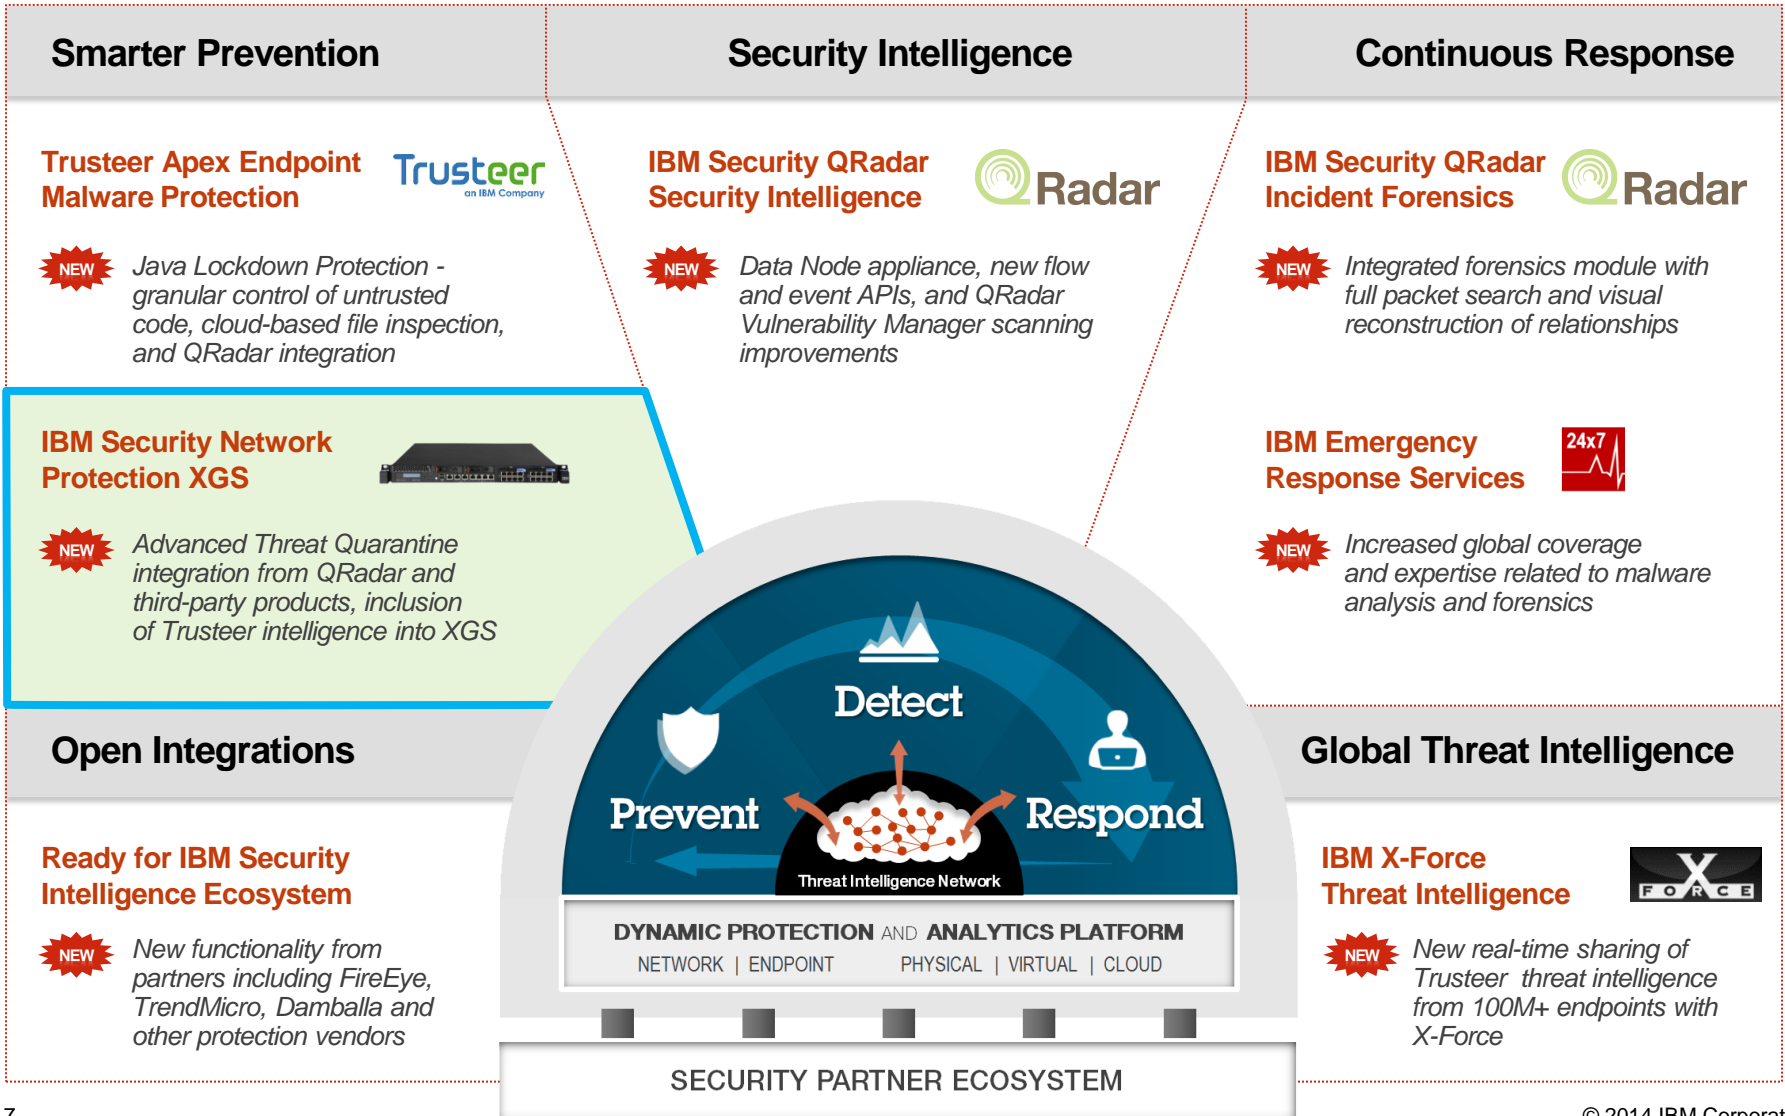 Smarter Prevention
Security Intelligence
Continuous Response
Trusteer Apex Endpoint
Malware Protection
Trusteer
an IBM Company
NEW
Java Lockdown Protection -
granular control of untrusted
code, cloud-based file inspection,
and QRadar integration
IBM Security QRadar
Security Intelligence
QRadar
NEW
Data Node appliance, new flow
and event APIs, and QRadar
Vulnerability Manager scanning
improvements
IBM Security QRadar
Incident Forensics
QRadar
NEW
Integrated forensics module with
full packet search and visual
reconstruction of relationships
IBM Security Network
Protection XGS
NEW
Advanced Threat Quarantine
integration from QRadar and
third-party products, inclusion
of Trusteer intelligence into XGS
IBM Emergency
Response Services
24x7
NEW
Increased global coverage
and expertise related to malware
analysis and forensics
Detect
Prevent
Respond
Threat Intelligence Network
DYNAMIC PROTECTION AND ANALYTICS PLATFORM
NETWORK | ENDPOINT PHYSICAL | VIRTUAL | CLOUD
SECURITY PARTNER ECOSYSTEM
Open Integrations
Ready for IBM Security
Intelligence Ecosystem
NEW
New functionality from
partners including FireEye,
TrendMicro, Damballa and
other protection vendors
Global Threat Intelligence
IBM X-Force
Threat Intelligence
X
FORCE
NEW
New real-time sharing of
Trusteer threat intelligence
from 100M+ endpoints with
X-Force
7
© 2014 IBM Corporat